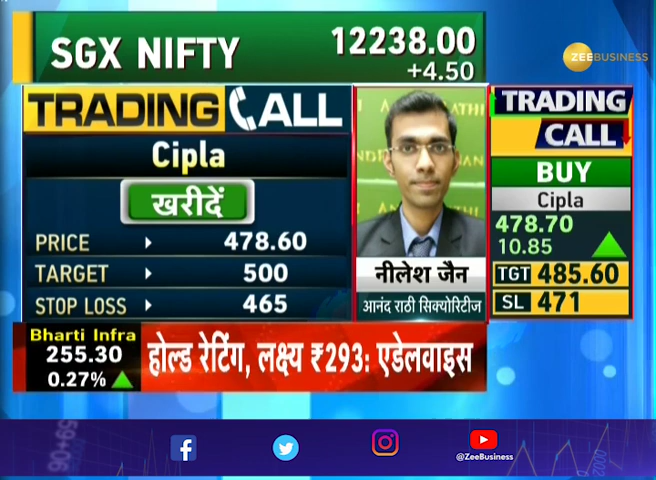 SGX NIFTY 12238.00
+4.50
ZEEBUSINESS
TRADING CALL
Cipla
खरीदें
PRICE 478.60
TARGET 500
STOP LOSS 465
नीलेश जैन
आनंद राठी सिक्योरिटीज
TRADING
CALL
BUY
Cipla
478.70
10.85
TGT 485.60
SL 471
Bharti Infra
255.30
0.27%
होल्ड रेटिंग, लक्ष्य ₹293: एडेलवाइस
@ZeeBusiness